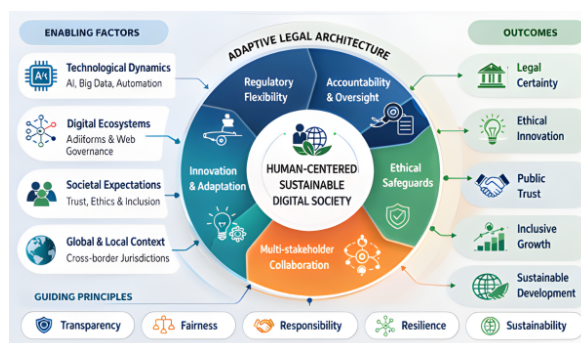 ENABLING FACTORS
Technological Dynamics
AI, Big Data, Automation
Digital Ecosystems
Adiiforms & Web
Governance
Societal Expectations
Trust, Ethics & Inclusion
Global & Local Context
Cross-border Jurisdictions
ADAPTIVE LEGAL ARCHITECTURE
Regulatory
Flexibility
Accountability
& Oversight
Innovation
& Adaptation
HUMAN-CENTERED
SUSTAINABLE
DIGITAL SOCIETY
Ethical
Safeguards
Multi-stakeholder
Collaboration
OUTCOMES
Legal
Certainty
Ethical
Innovation
Public
Trust
Inclusive
Growth
Sustainable
Development
GUIDING PRINCIPLES
Transparency
Fairness
Responsibility
Resilience
Sustainability